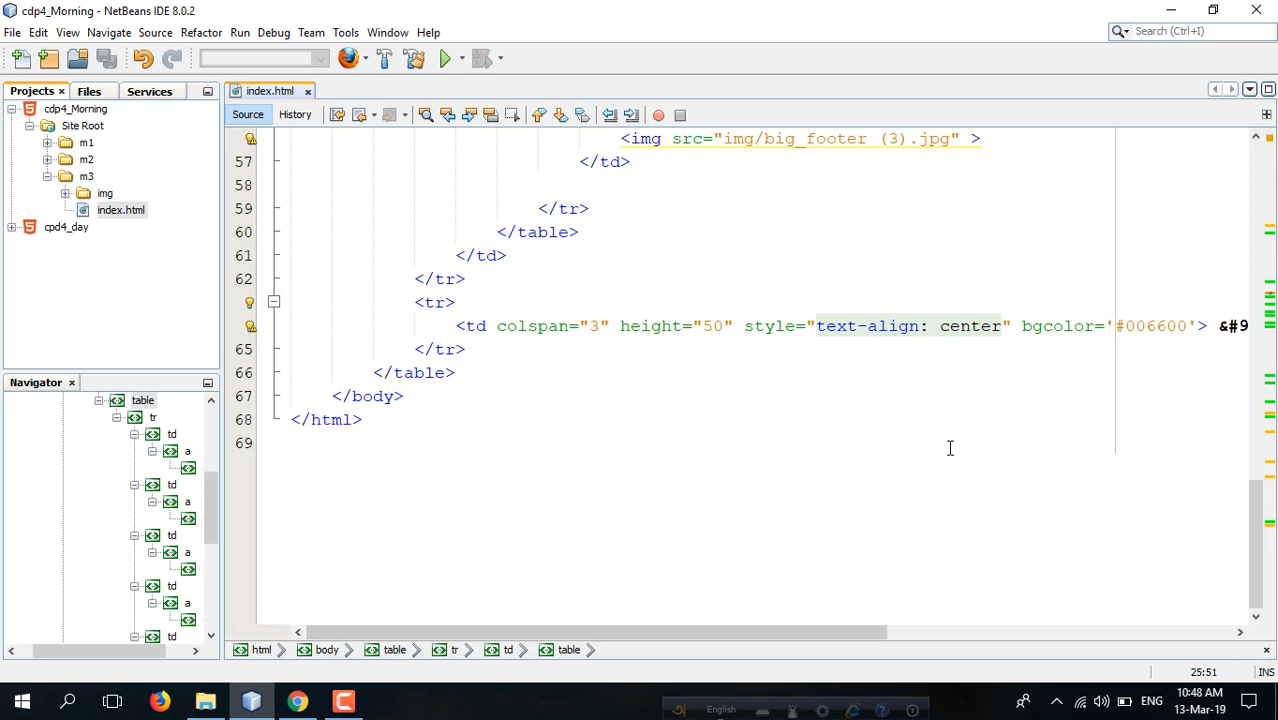 cdp4_Morning - NetBeans IDE 8.0.2
File Edit View Navigate Source Refactor Run Debug Team Tools Window Help
Search (Ctrl+I)
Projects Files Services
index.html
Source History
cdp4_Morning
Site Root
m1
m2
m3
img
index.html
cpd4_day
<img src="img/big_footer (3).jpg" >
57 </td>
58
59 </tr>
60 </table>
61 </td>
62 </tr>
<tr>
<td colspan="3" height="50" style="text-align: center" bgcolor='#006600'> &#9
65 </tr>
66 </table>
67 </body>
68 </html>
69
Navigator
table
tr
td
a
td
a
td
a
td
a
td
html body table tr td table
25:51 INS
English
ENG
10:48 AM
13-Mar-19